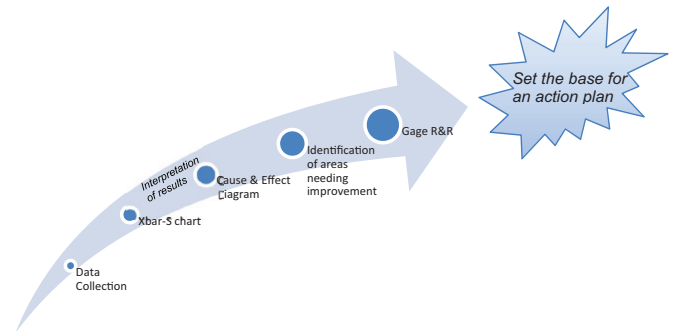 Data
Collection
Xbar-S chart
Interpretation
of results
Cause & Effect
Diagram
Identification
of areas
needing
improvement
Gage R&R
Set the base for
an action plan